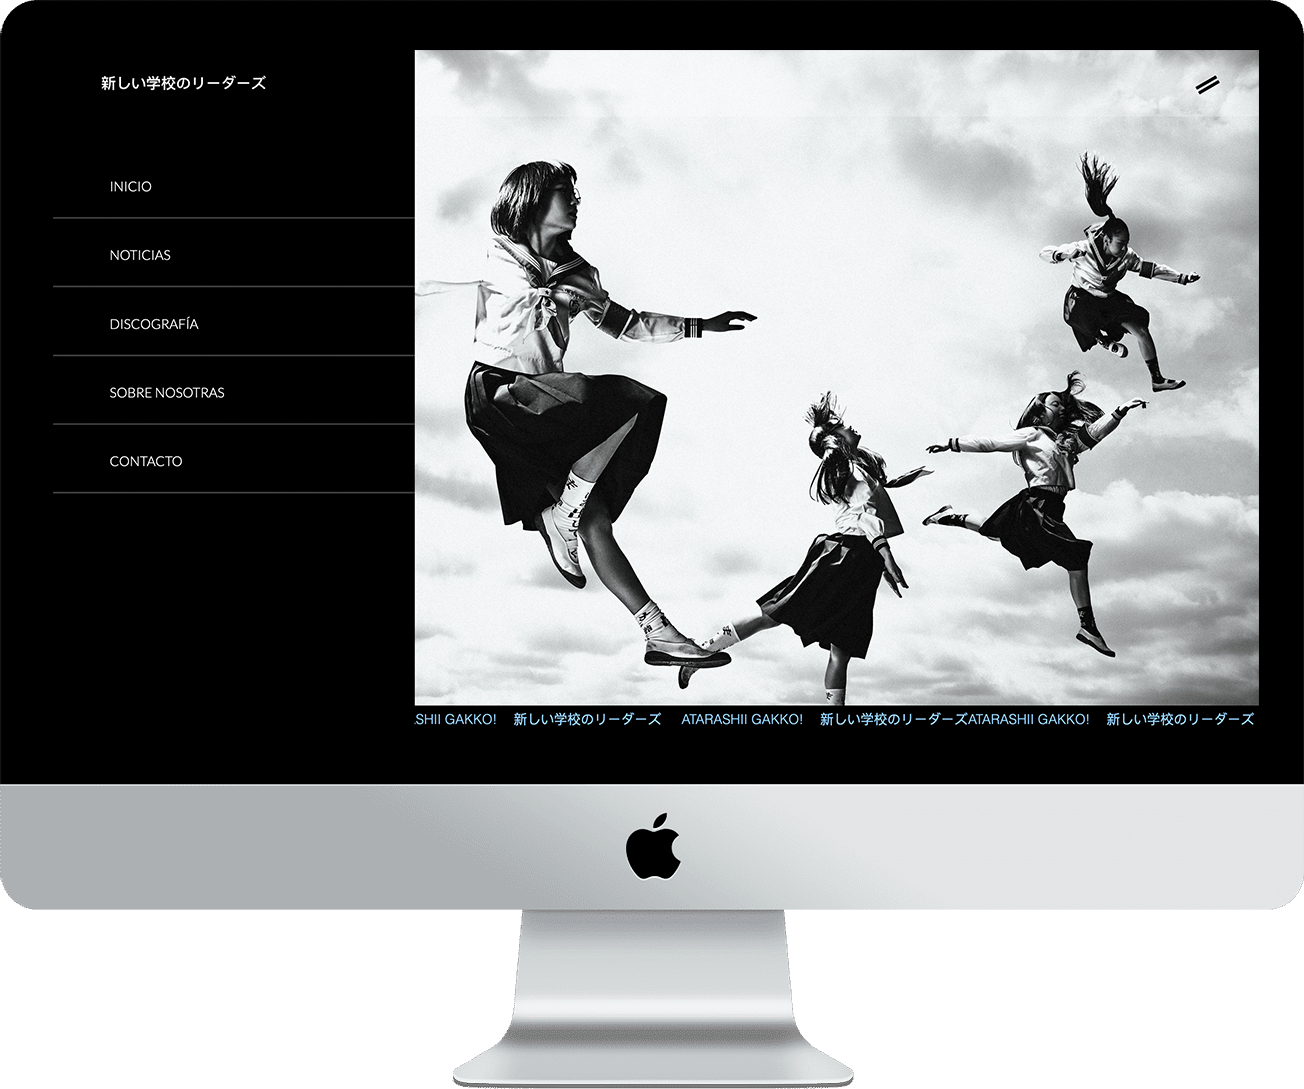 新しい学校のリーダーズ
INICIO
NOTICIAS
DISCOGRAFÍA
SOBRE NOSOTRAS
CONTACTO
SHII GAKKO! 新しい学校のリーダーズ ATARASHII GAKKO! 新しい学校のリーダーズATARASHII GAKKO! 新しい学校のリーダーズ